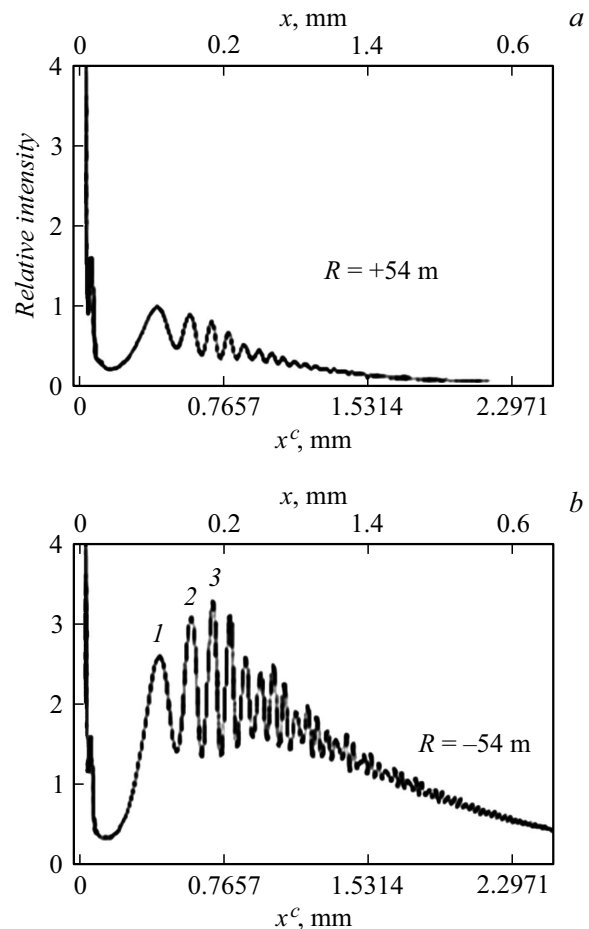 x, mm
a
0 0.2 1.4 0.6
4
3
2
1
0
Relative intensity
R = +54 m
0 0.7657 1.5314 2.2971
x^c, mm
x, mm
b
0 0.2 1.4 0.6
4
3
2
1
0
1 2 3
R = –54 m
0 0.7657 1.5314 2.2971
x^c, mm